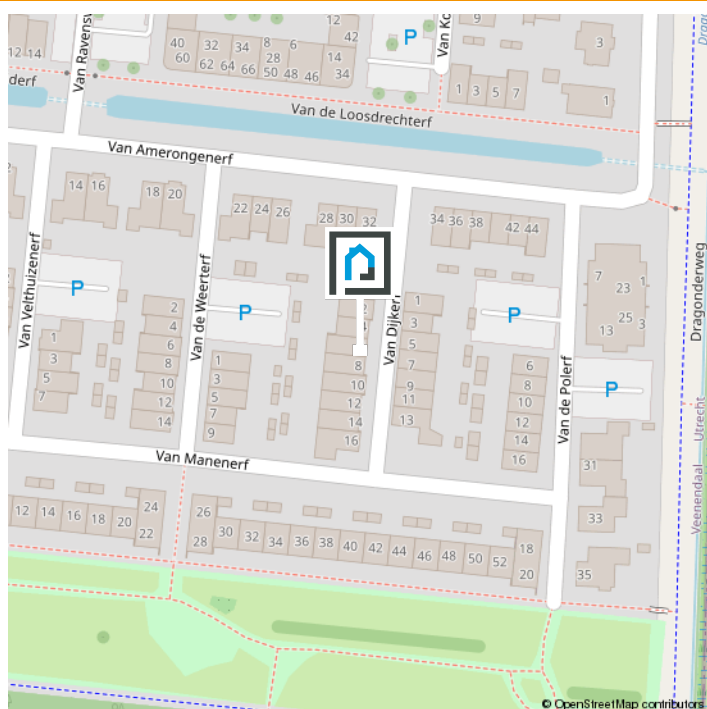 12
42
9
3
P
Van Ravensw
Van Ko
12 14
40 32 34 8 6
60 62 64 66 28 50 48 46 14 34
1 3 5 7
1
derf
Van de Loosdrechterf
Van Amerongenerf
14 16
18 20
22 24 26
28 30 32
34 36 38 42 44
Van Velthuizenerf
Van de Weerterf
Van Dijkerf
Van de Polerf
Dragonderweg
P
P
P
P
7
23
1
25
3
13
2
4
6
8
10
12
14
1
3
5
7
1
3
5
7
9
8
10
12
14
16
1
3
5
7
9
11
13
6
8
10
12
14
16
31
33
35
Van Manenerf
12 14 16 18 20 22 24
26
28
30 32 34 36 38 40 42 44 46 48 50 52
18
20
Veenendaal
Utrecht
© OpenStreetMap contributors